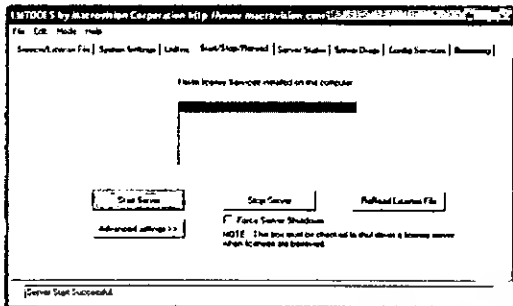 LMTOOLS by macrovision Corporation http://www.macrovision.com
File Edit Mode Help
Service/License File | System Settings | Utilities | Start/Stop/Reread | Server Status | Server Diags | Config Services | Borrowing
FLEXlm license Services installed on this computer
Start Server
Stop Server
ReRead License File
Advanced settings >>
Force Server Shutdown
NOTE: This box must be checked to shut down a license server
when licenses are borrowed.
Server Start Successful.